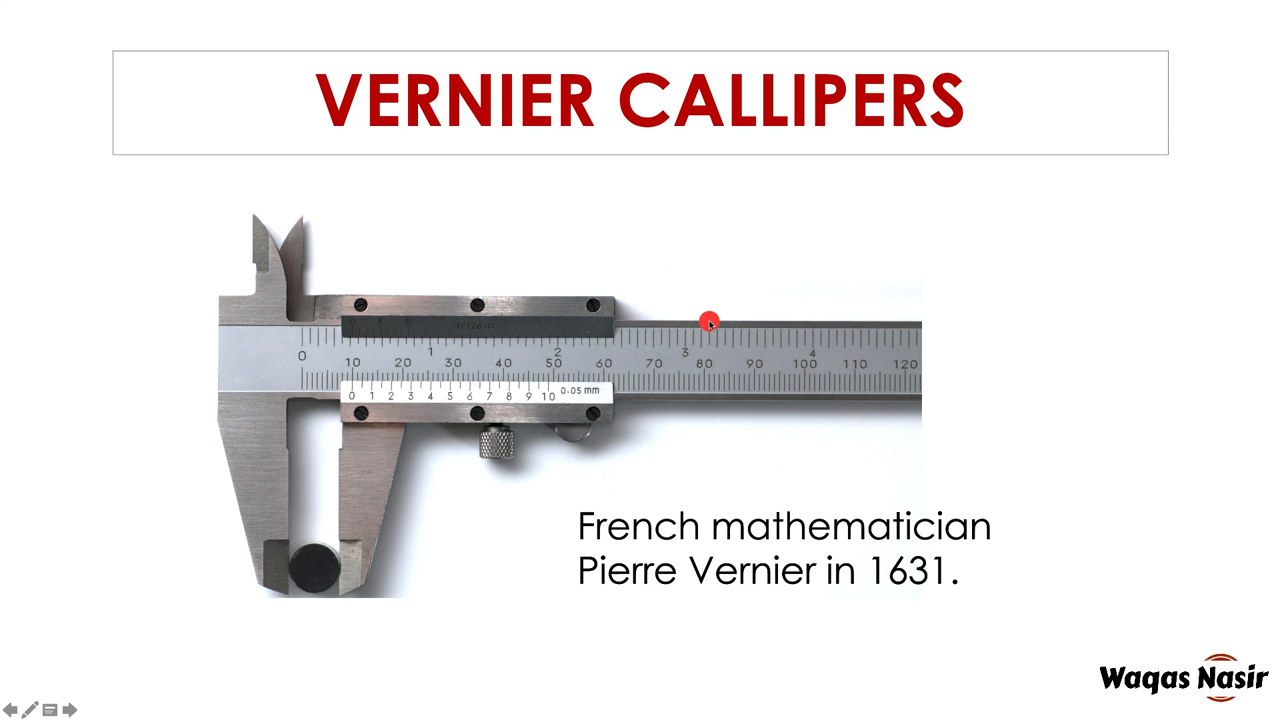 VERNIER CALLIPERS
0 1 2 3 4
10 20 30 40 50 60 70 80 90 100 110 120
0 1 2 3 4 5 6 7 8 9 10 0.05 mm
French mathematician
Pierre Vernier in 1631.
Waqas Nasir